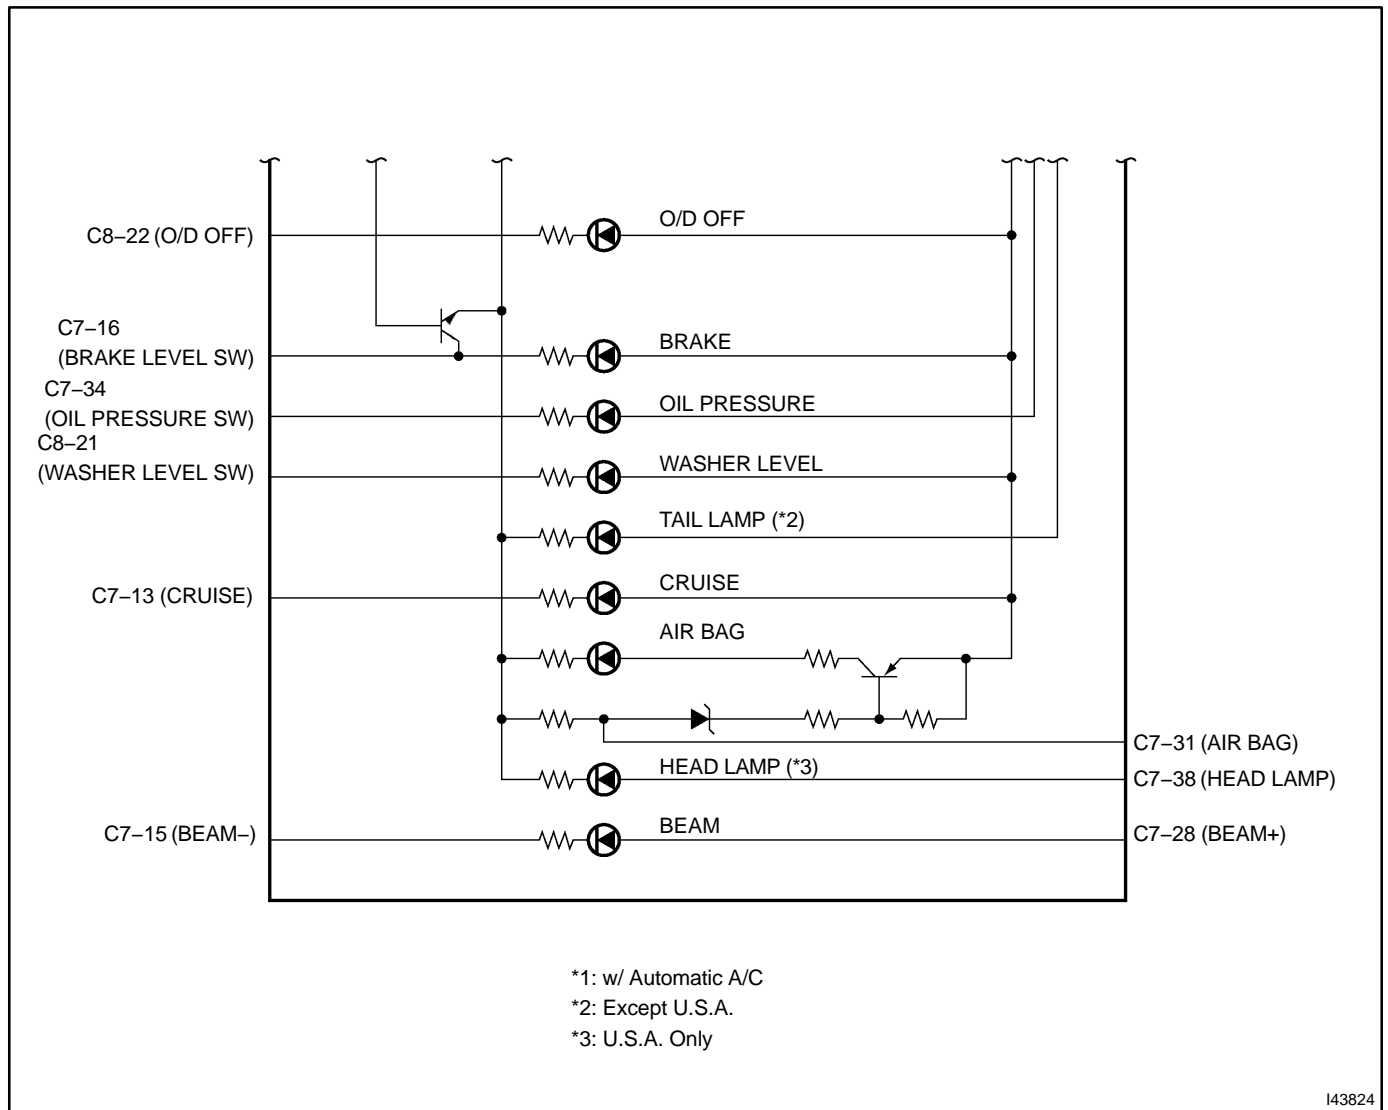 O/D OFF
C8–22 (O/D OFF)
C7–16
(BRAKE LEVEL SW)
BRAKE
C7–34
(OIL PRESSURE SW)
OIL PRESSURE
C8–21
(WASHER LEVEL SW)
WASHER LEVEL
TAIL LAMP (*2)
C7–13 (CRUISE)
CRUISE
AIR BAG
C7–31 (AIR BAG)
HEAD LAMP (*3)
C7–38 (HEAD LAMP)
C7–15 (BEAM–)
BEAM
C7–28 (BEAM+)
*1: w/ Automatic A/C
*2: Except U.S.A.
*3: U.S.A. Only
I43824